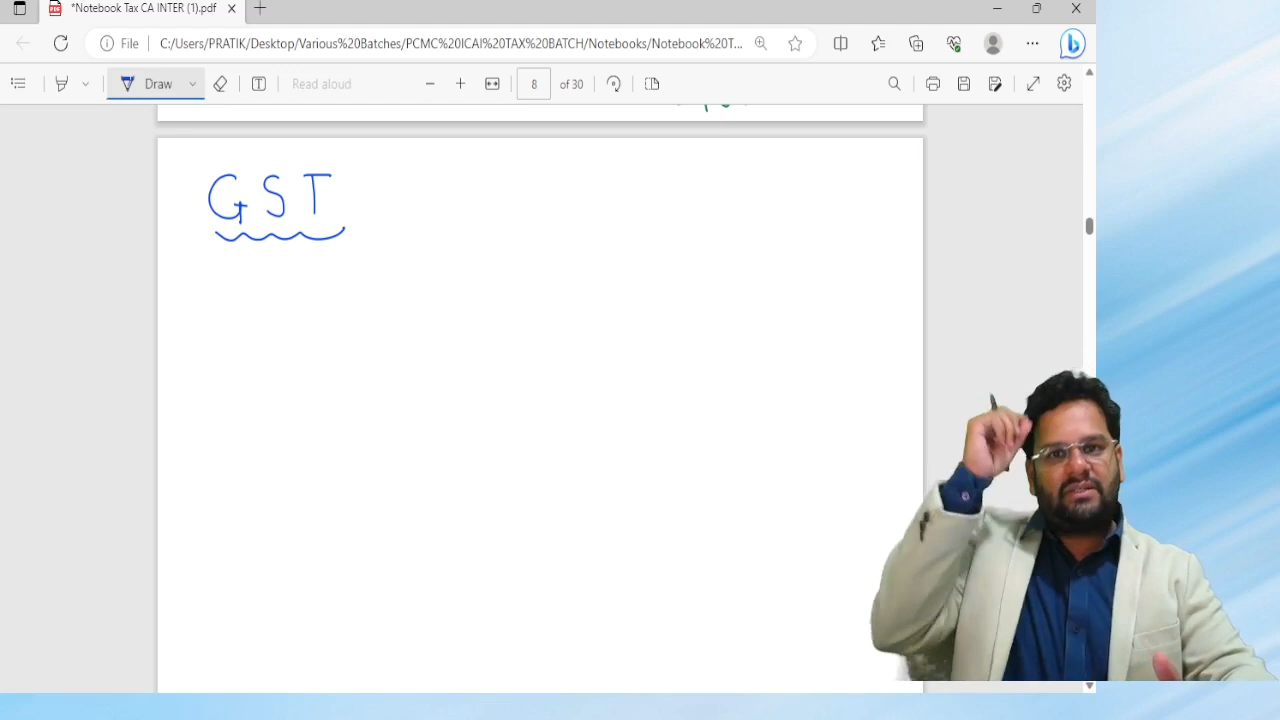 *Notebook Tax CA INTER (1).pdf
File
C:/Users/PRATIK/Desktop/Various%20Batches/PCMC%20ICAI%20TAX%20BATCH/Notebooks/Notebook%20T...
Draw
Read aloud
8 of 30
GST